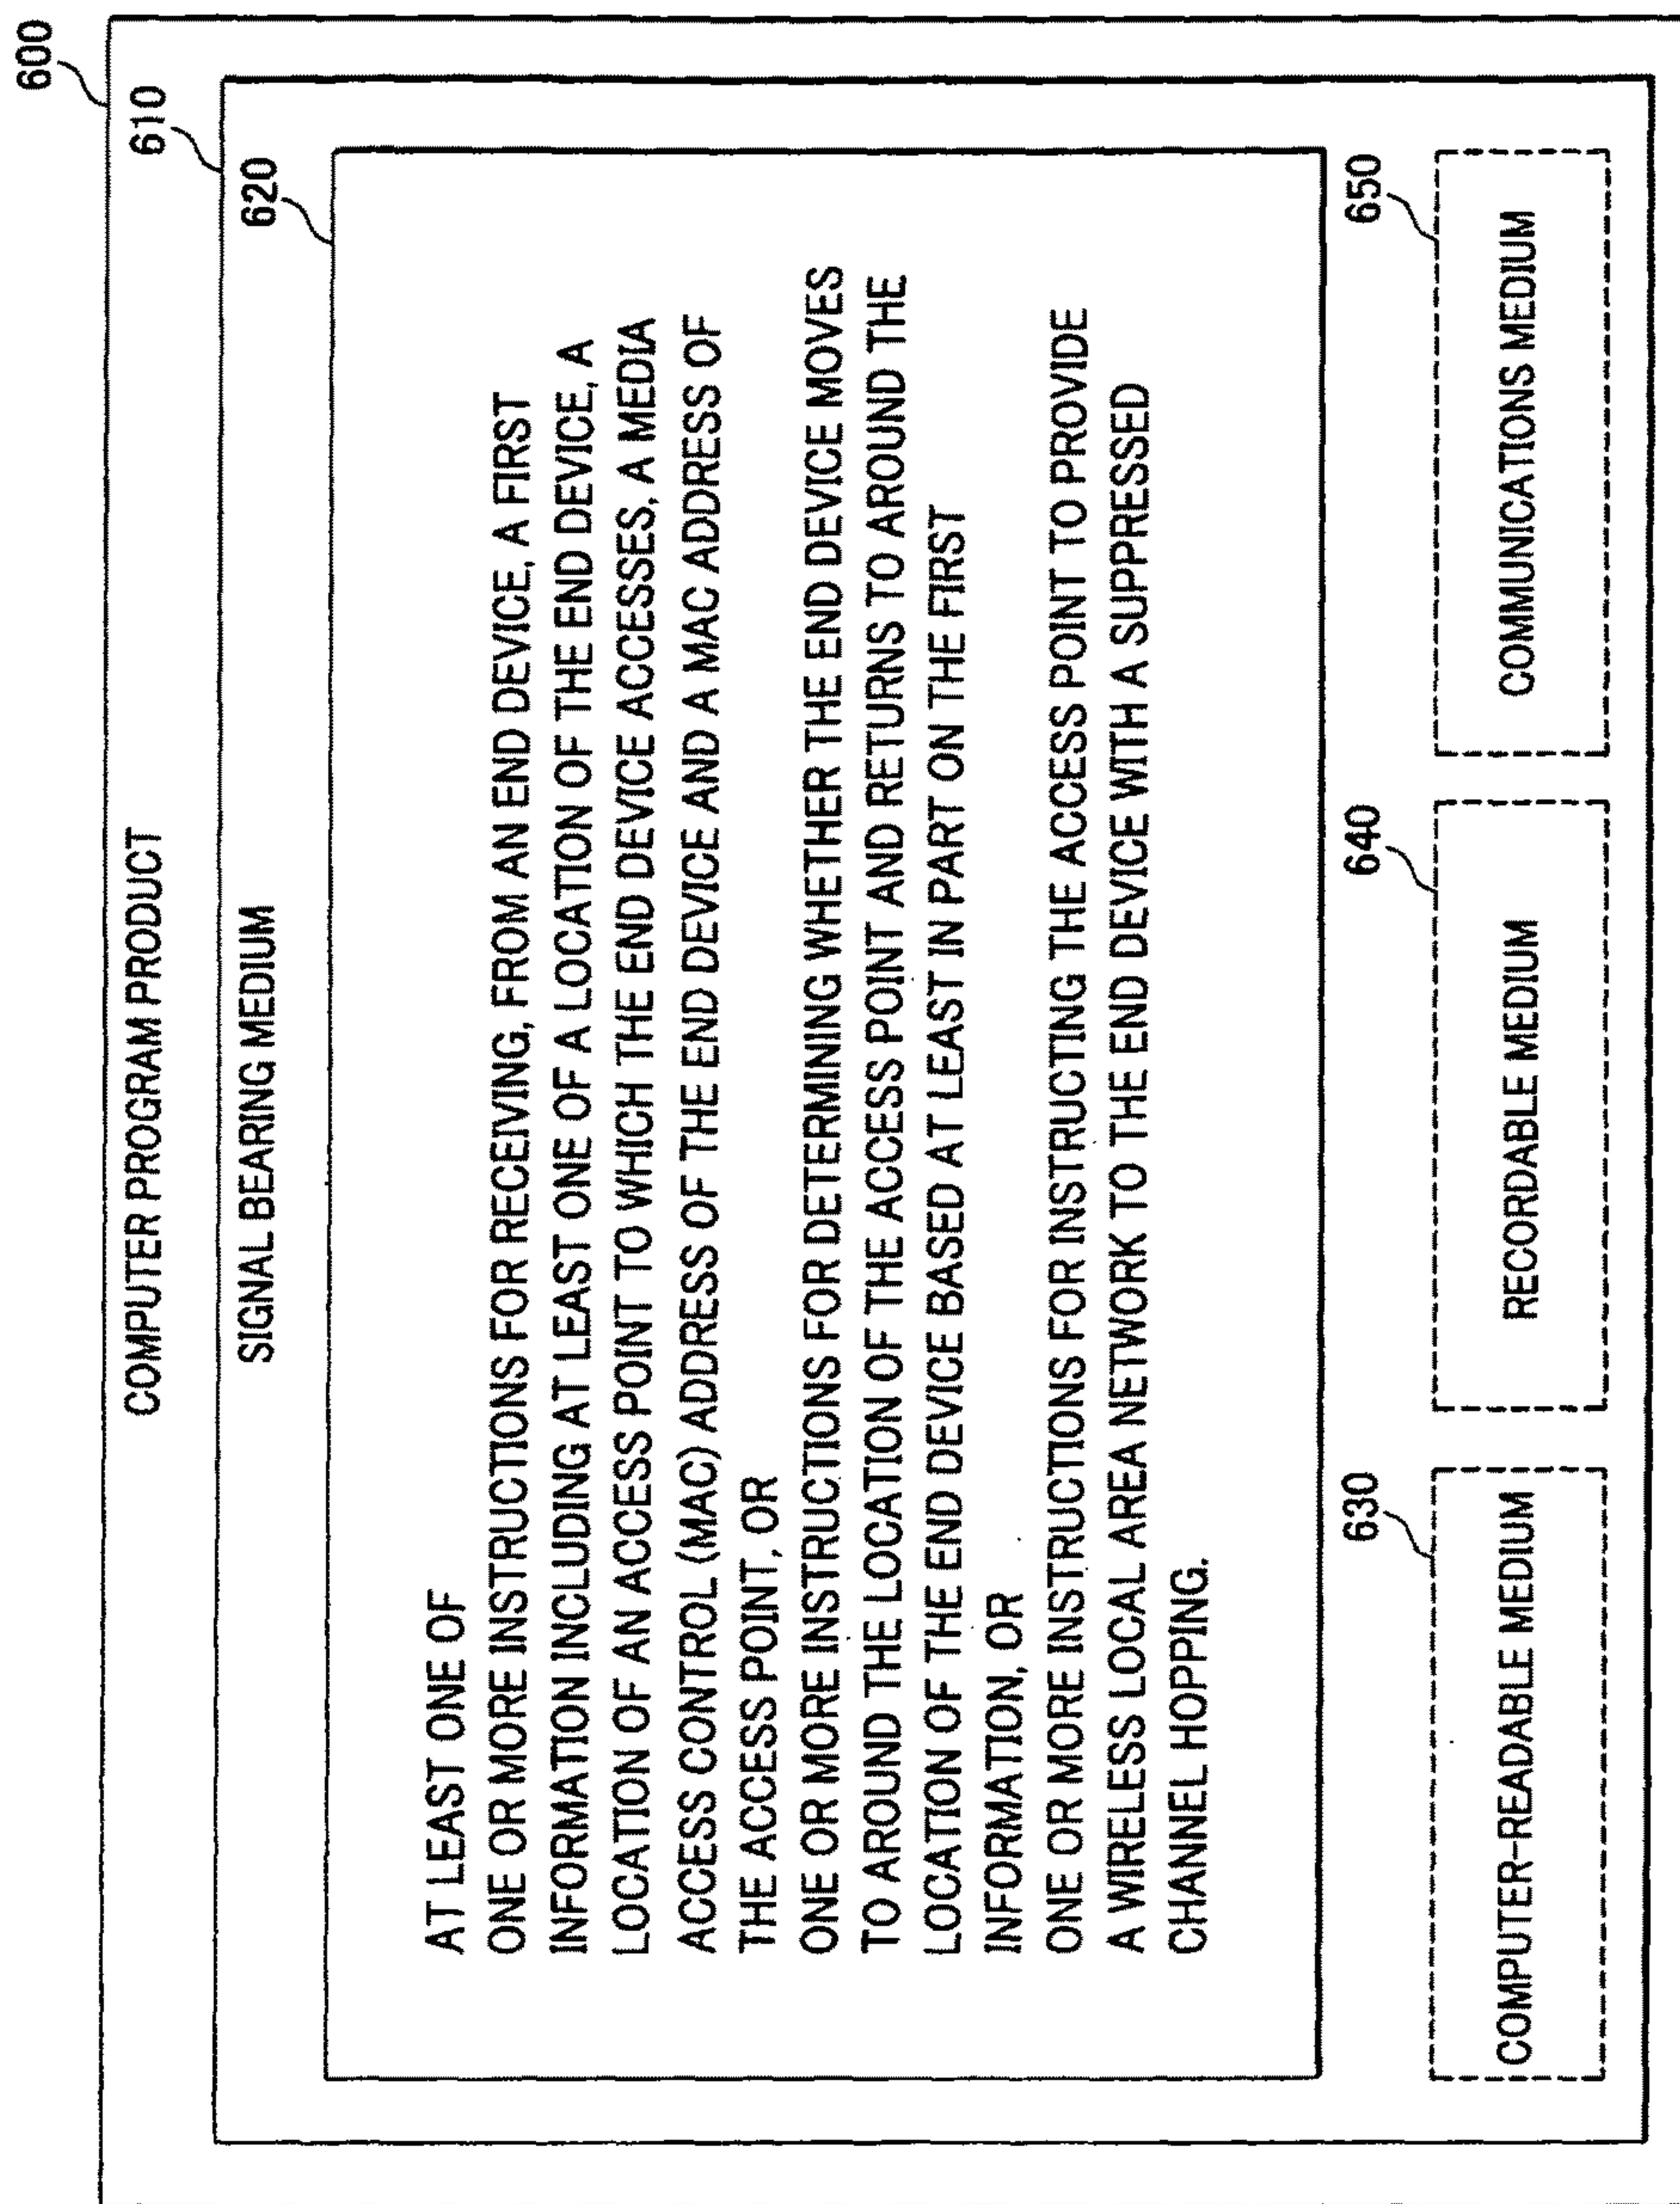 600
COMPUTER PROGRAM PRODUCT
610
SIGNAL BEARING MEDIUM
620
AT LEAST ONE OF
ONE OR MORE INSTRUCTIONS FOR RECEIVING, FROM AN END DEVICE, A FIRST
INFORMATION INCLUDING AT LEAST ONE OF A LOCATION OF THE END DEVICE, A
LOCATION OF AN ACCESS POINT TO WHICH THE END DEVICE ACCESSES, A MEDIA
ACCESS CONTROL (MAC) ADDRESS OF THE END DEVICE AND A MAC ADDRESS OF
THE ACCESS POINT, OR
ONE OR MORE INSTRUCTIONS FOR DETERMINING WHETHER THE END DEVICE MOVES
TO AROUND THE LOCATION OF THE ACCESS POINT AND RETURNS TO AROUND THE
LOCATION OF THE END DEVICE BASED AT LEAST IN PART ON THE FIRST
INFORMATION, OR
ONE OR MORE INSTRUCTIONS FOR INSTRUCTING THE ACCESS POINT TO PROVIDE
A WIRELESS LOCAL AREA NETWORK TO THE END DEVICE WITH A SUPPRESSED
CHANNEL HOPPING.
630
COMPUTER-READABLE MEDIUM
640
RECORDABLE MEDIUM
650
COMMUNICATIONS MEDIUM